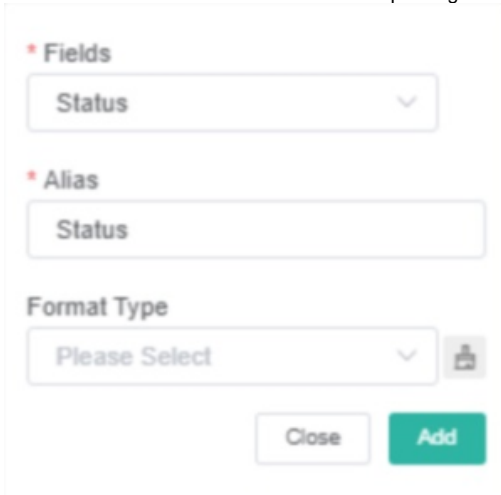 * Fields
Status
* Alias
Status
Format Type
Please Select
Close Add